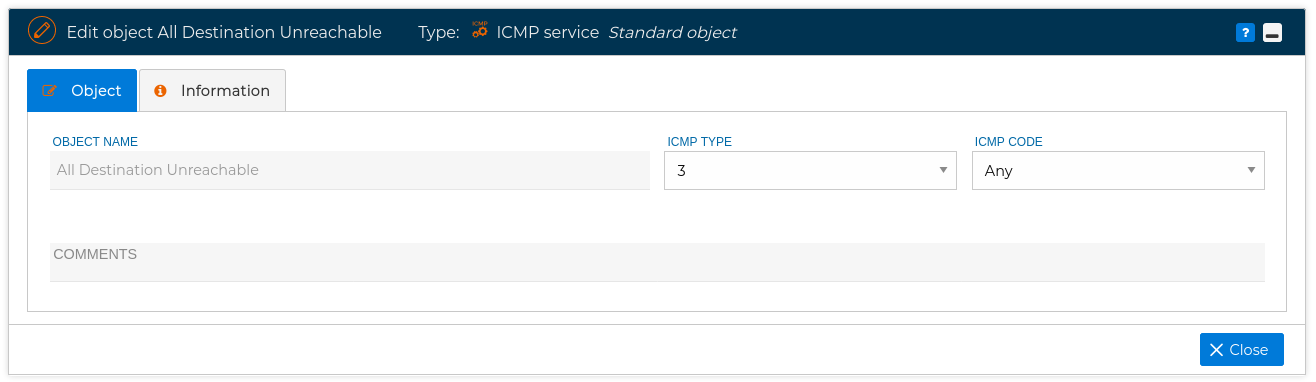 Edit object All Destination Unreachable Type: ICMP ICMP service Standard object ?
Object Information
OBJECT NAME ICMP TYPE ICMP CODE
All Destination Unreachable 3 Any
COMMENTS
Close